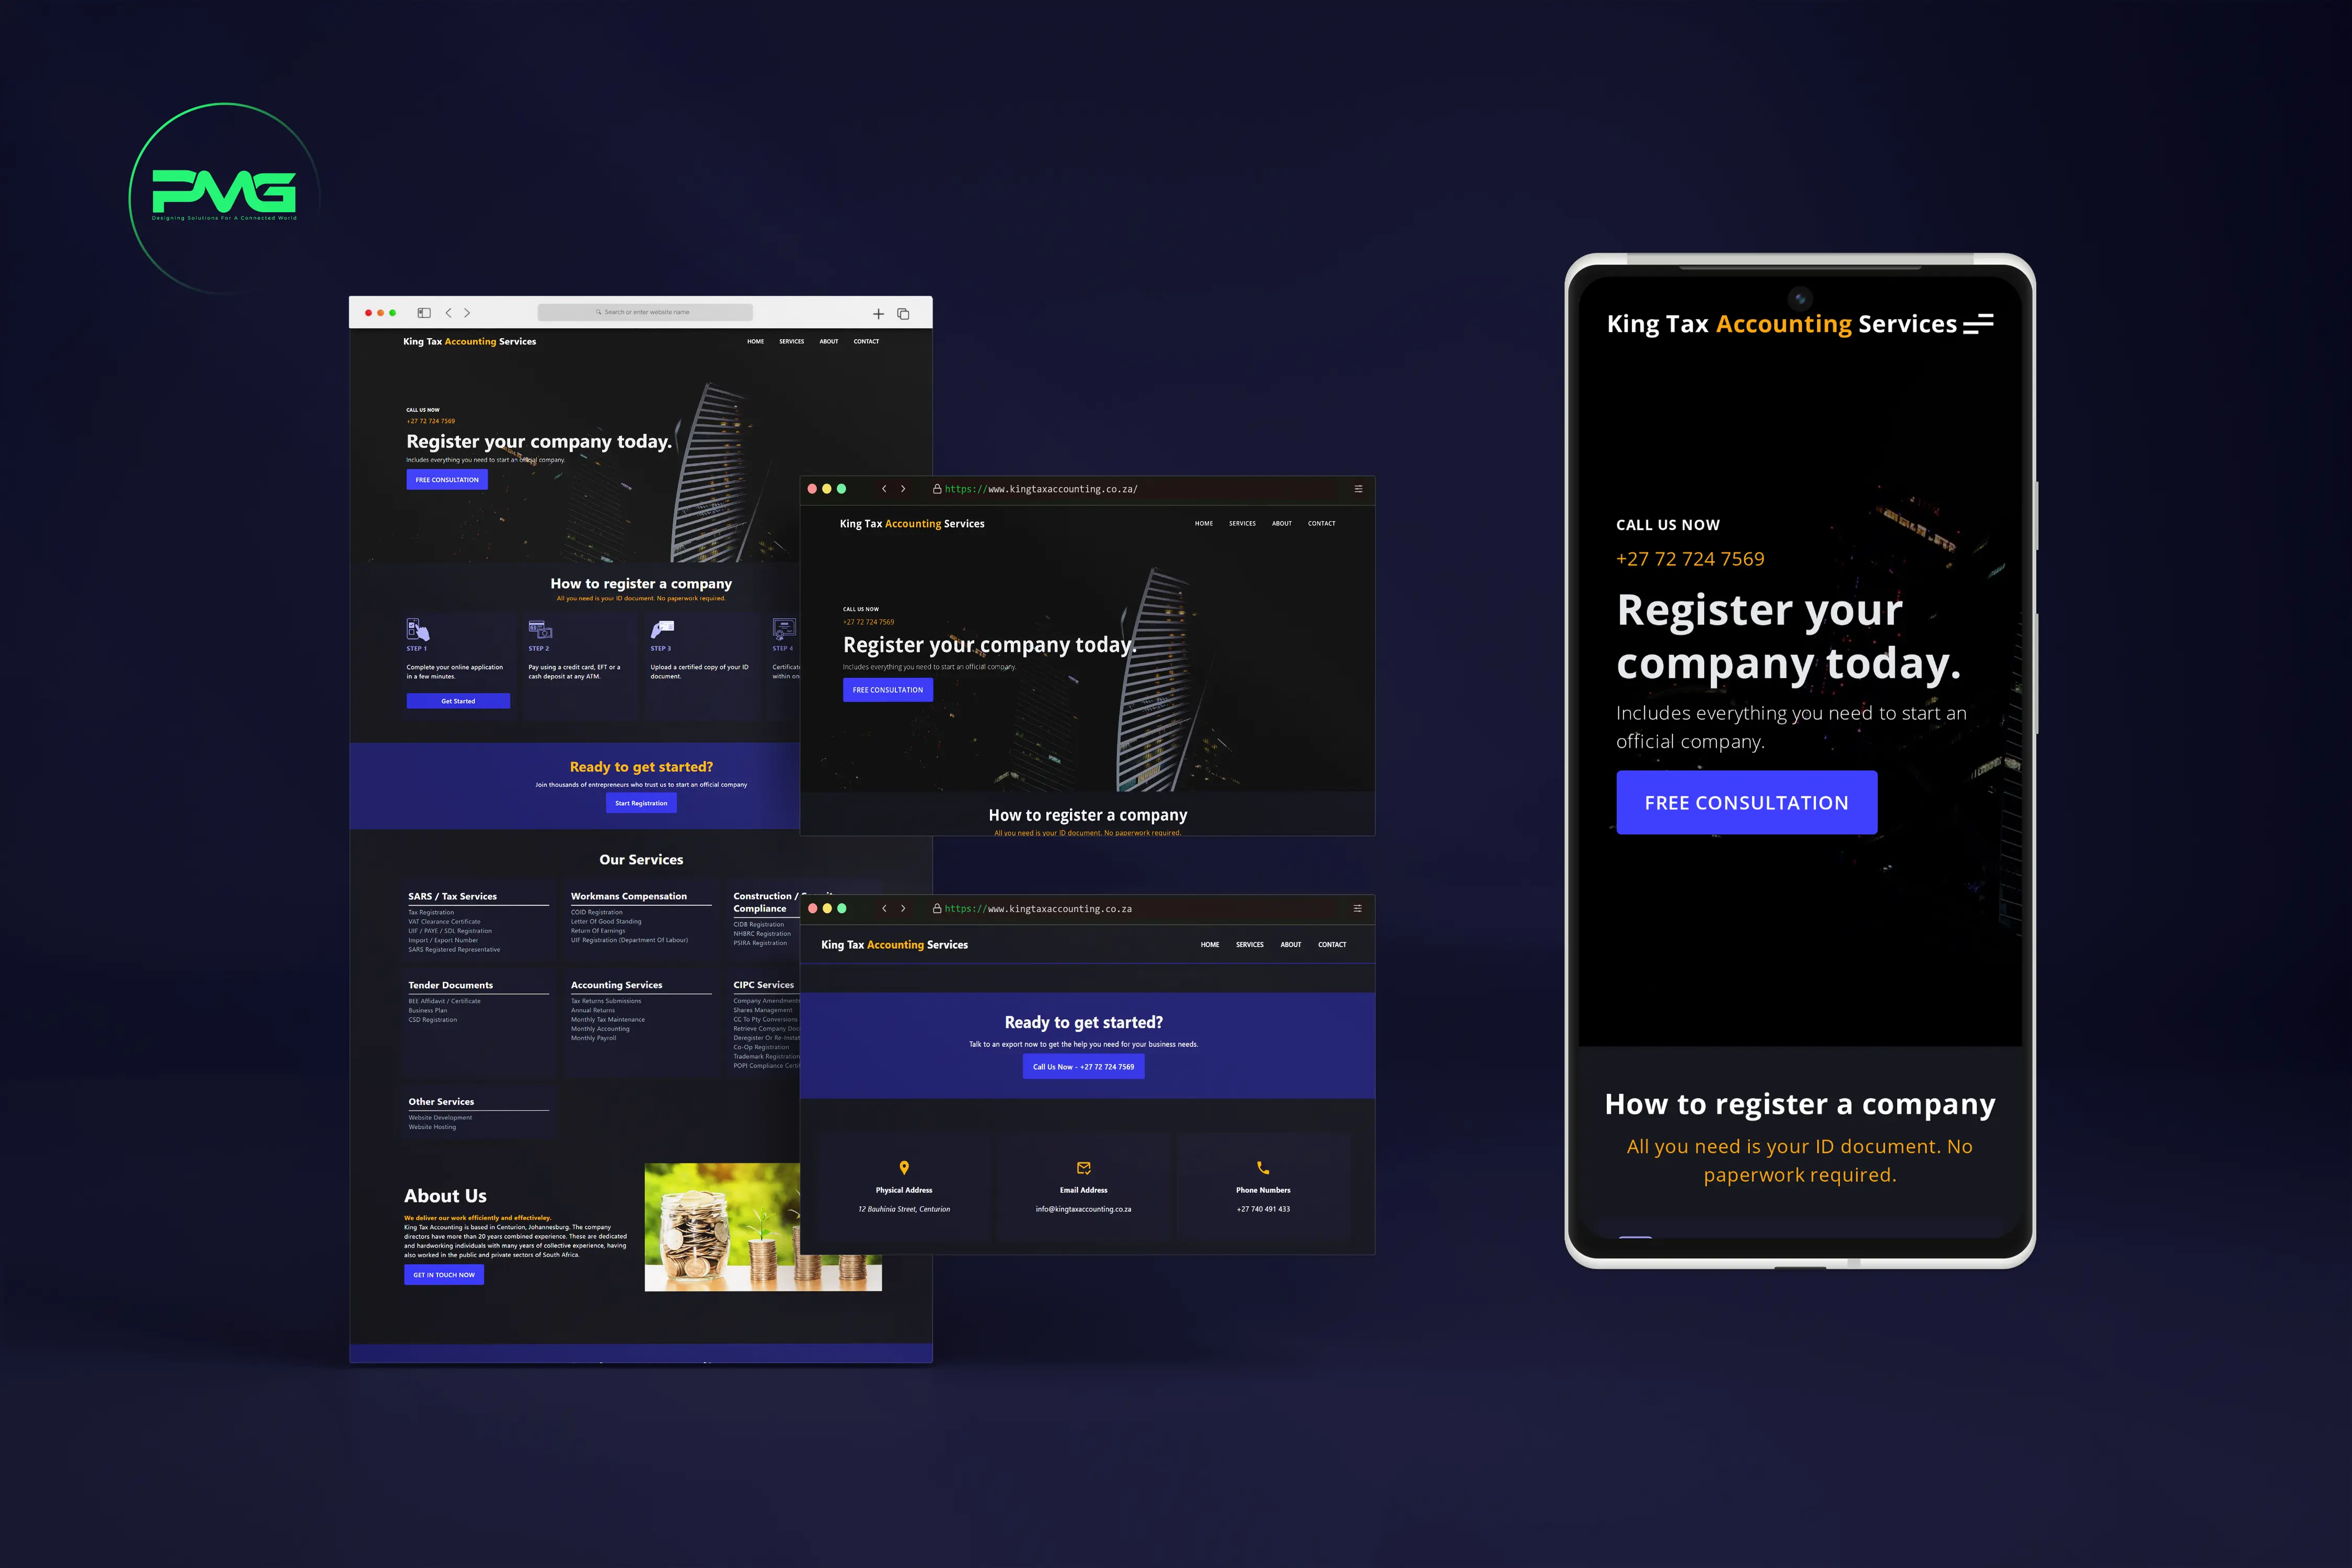 PMG
Designing Solutions For A Connected World
Search or enter website name
King Tax Accounting Services
HOME SERVICES ABOUT CONTACT
CALL US NOW
+27 72 724 7569
Register your company today.
Includes everything you need to start an official company.
FREE CONSULTATION
How to register a company
All you need is your ID document. No paperwork required.
STEP 1
Complete your online application
in a few minutes.
Get Started
STEP 2
Pay using a credit card, EFT or a
cash deposit at any ATM.
STEP 3
Upload a certified copy of your ID
document.
STEP 4
Certificate
within on
Ready to get started?
Join thousands of entrepreneurs who trust us to start an official company
Start Registration
Our Services
SARS / Tax Services
Tax Registration
VAT Clearance Certificate
UIF / PAYE / SDL Registration
Import / Export Number
SARS Registered Representative
Workmans Compensation
COID Registration
Letter Of Good Standing
Return Of Earnings
UIF Registration (Department Of Labour)
Construction /
Compliance
CIDB Registration
NHBRC Registration
PSIRA Registration
Tender Documents
BEE Affidavit / Certificate
Business Plan
CSD Registration
Accounting Services
Tax Returns Submissions
Annual Returns
Monthly Tax Maintenance
Monthly Accounting
Monthly Payroll
CIPC Services
Company Amendments
Shares Management
CC To Pty Conversions
Retrieve Company Doc
Deregister Or Re-Instat
Co-Op Registration
Trademark Registration
POPI Compliance Certi
Other Services
Website Development
Website Hosting
About Us
We deliver our work efficiently and effectiveley.
King Tax Accounting is based in Centurion, Johannesburg. The company
directors have more than 20 years combined experience. These are dedicated
and hardworking individuals with many years of collective experience, having
also worked in the public and private sectors of South Africa.
GET IN TOUCH NOW
https://www.kingtaxaccounting.co.za/
King Tax Accounting Services
HOME SERVICES ABOUT CONTACT
CALL US NOW
+27 72 724 7569
Register your company today.
Includes everything you need to start an official company.
FREE CONSULTATION
How to register a company
All you need is your ID document. No paperwork required.
https://www.kingtaxaccounting.co.za
King Tax Accounting Services
HOME SERVICES ABOUT CONTACT
Ready to get started?
Talk to an export now to get the help you need for your business needs.
Call Us Now - +27 72 724 7569
Physical Address
12 Bauhinia Street, Centurion
Email Address
info@kingtaxaccounting.co.za
Phone Numbers
+27 740 491 433
King Tax Accounting Services
CALL US NOW
+27 72 724 7569
Register your
company today.
Includes everything you need to start an
official company.
FREE CONSULTATION
How to register a company
All you need is your ID document. No
paperwork required.